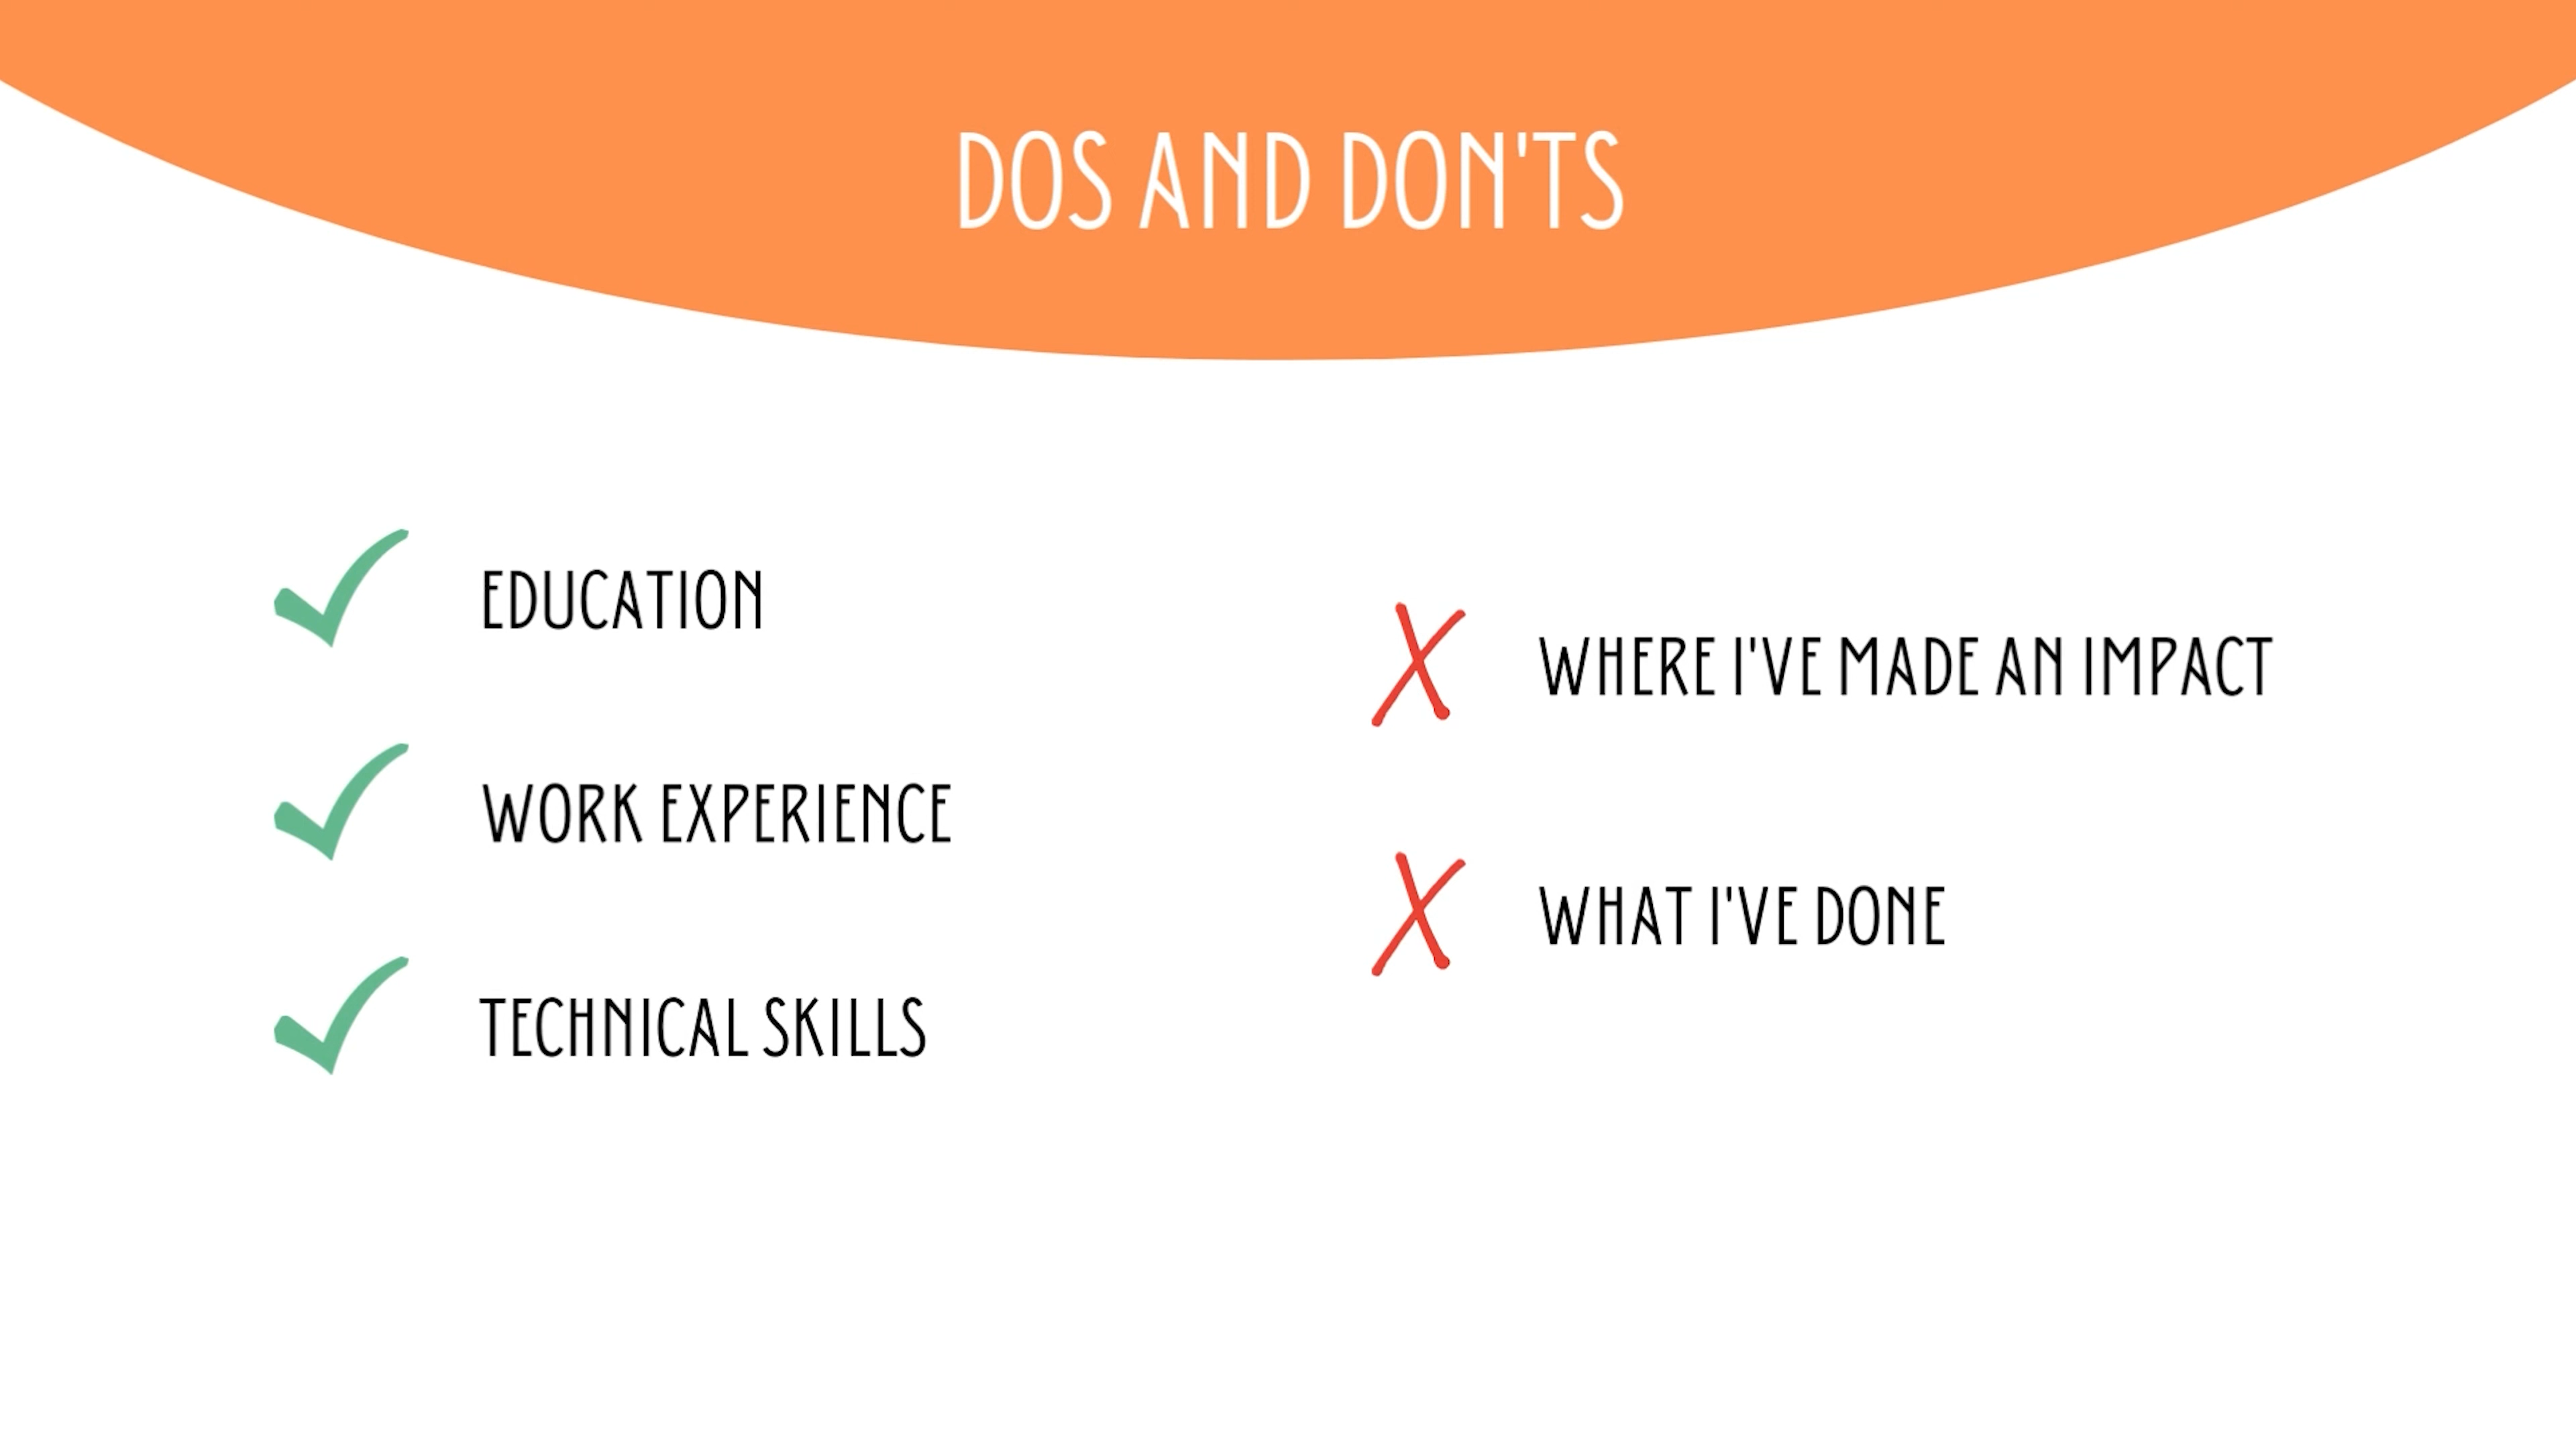 DOS AND DON'TS
EDUCATION
WORK EXPERIENCE
TECHNICAL SKILLS
WHERE I'VE MADE AN IMPACT
WHAT I'VE DONE